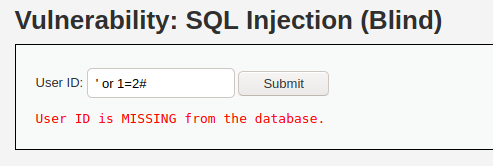 Vulnerability: SQL Injection (Blind)
User ID: ' or 1=2# Submit
User ID is MISSING from the database.